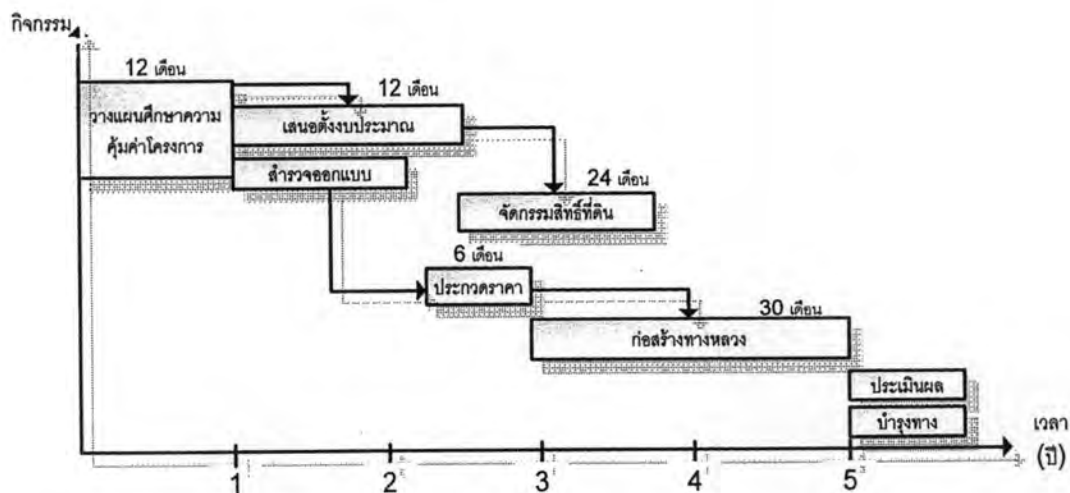 กิจกรรม
12 เดือน
วางแผนศึกษาความ
คุ้มค่าโครงการ
12 เดือน
เสนอตั้งงบประมาณ
สำรวจออกแบบ
24 เดือน
จัดกรรมสิทธิ์ที่ดิน
6 เดือน
ประกวดราคา
30 เดือน
ก่อสร้างทางหลวง
ประเมินผล
บำรุงทาง
เวลา
(ปี)
1 2 3 4 5